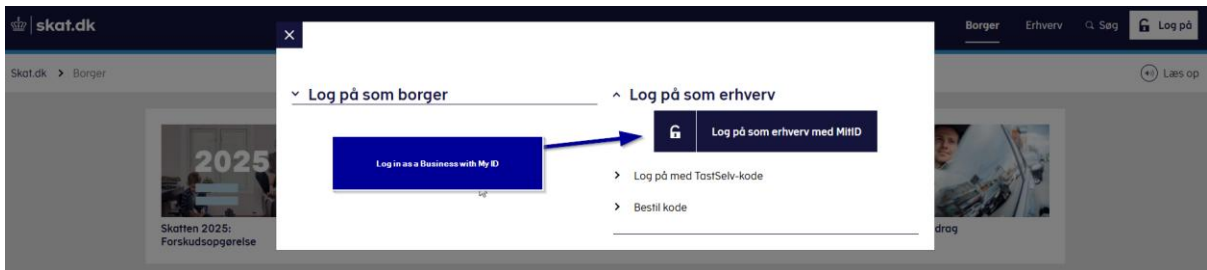 skat.dk
Borger
Erhverv
Søg
Log på
Skat.dk > Borger
Læs op
Log på som borger
Log på som erhverv
Log in as a Business with My ID
Log på som erhverv med MitID
Log på med TastSelv-kode
Bestil kode
2025
Skatten 2025:
Forskudsopgørelse
drag